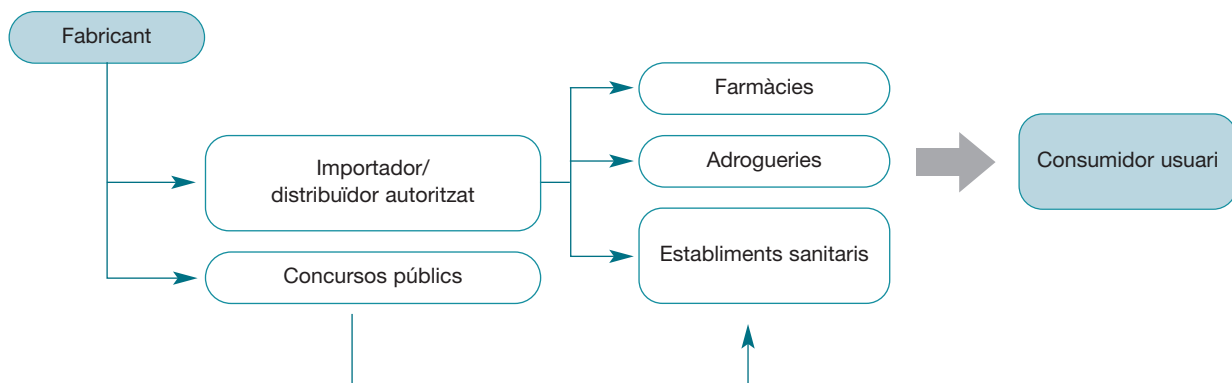 Fabricant
Importador/
distribuïdor autoritzat
Concursos públics
Farmàcies
Adrogueries
Establiments sanitaris
Consumidor usuari